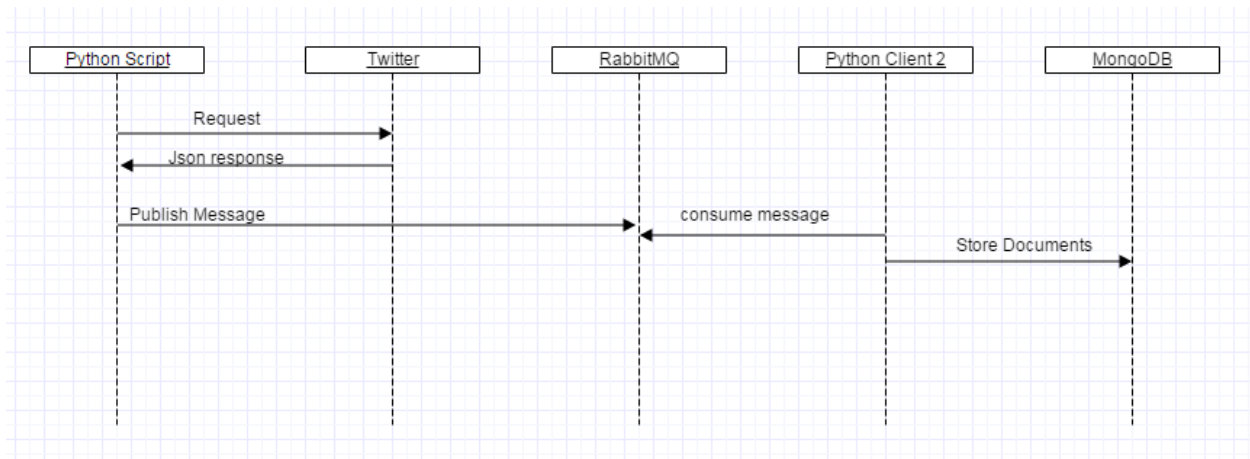 Python Script
Twitter
RabbitMQ
Python Client 2
MongoDB
Request
Json response
Publish Message
consume message
Store Documents